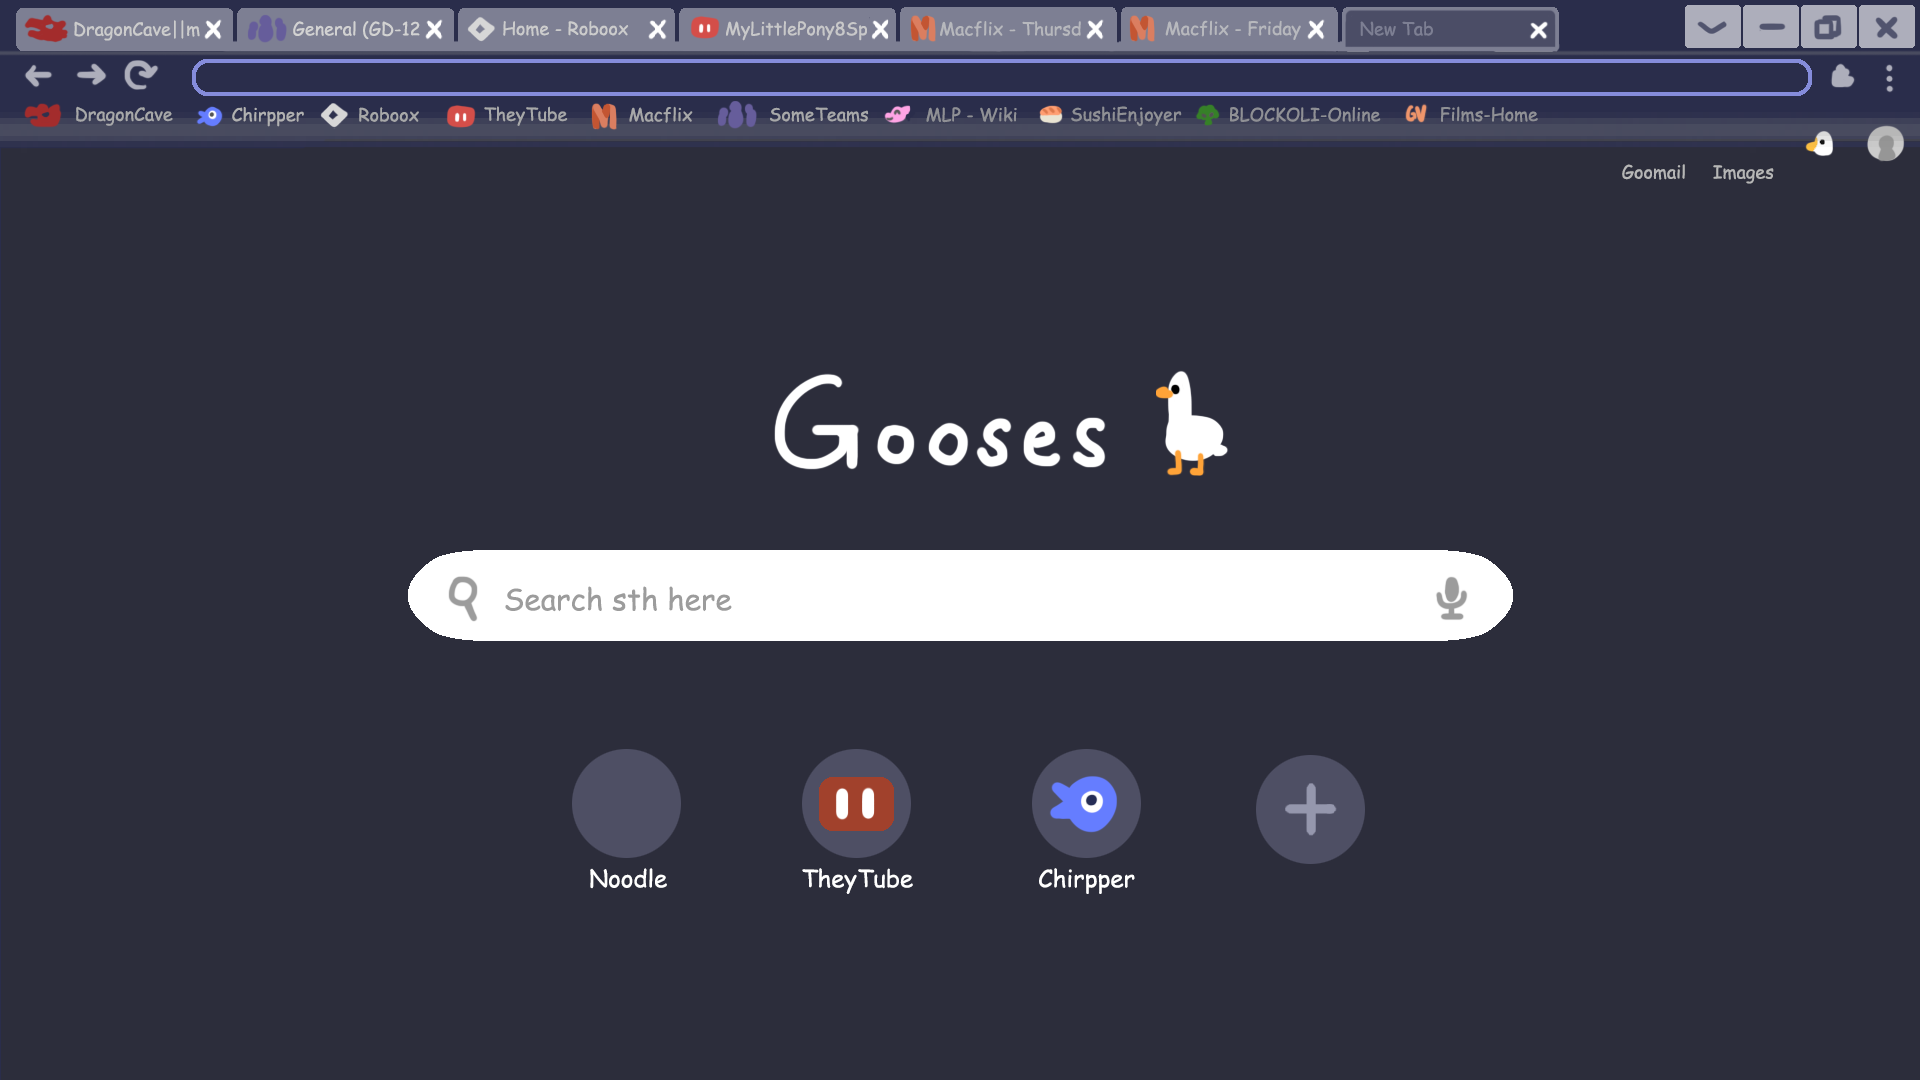 DragonCave||m
General (GD-12
Home - Roboox
MyLittlePony8Sp
Macflix - Thursd
Macflix - Friday
New Tab
DragonCave
Chirpper
Roboox
TheyTube
Macflix
SomeTeams
MLP - Wiki
SushiEnjoyer
BLOCKOLI-Online
GV
Films-Home
Goomail
Images
Gooses
Search sth here
Noodle
TheyTube
Chirpper